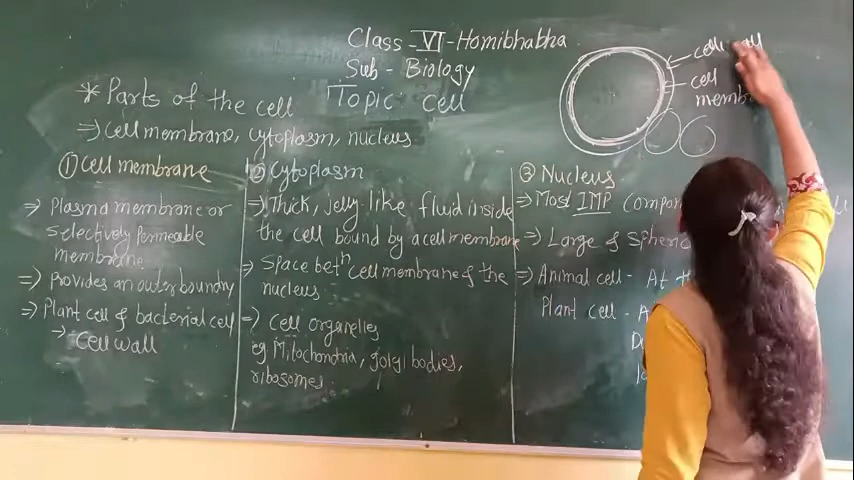 Class - VI - Homibhabha
Sub - Biology
Topic Cell
cell wall
cell
* Parts of the cell
⇒ cell membrane, cytoplasm, nucleus
① Cell membrane
⇒ Plasma membrane or
selectively permeable
membrane
⇒ Provides an outer boundry
⇒ Plant cell & bacterial cell
→ Cell wall
② Cytoplasm
⇒ Thick, jelly-like fluid inside
the cell bound by a cell membrane
⇒ Space betn cell membrane & the
nucleus
⇒ cell organelles
eg Mitochondria, golgi bodies,
ribosomes
③ Nucleus
⇒ Most IMP
⇒ Large &
⇒ Animal cell - At
Plant cell -